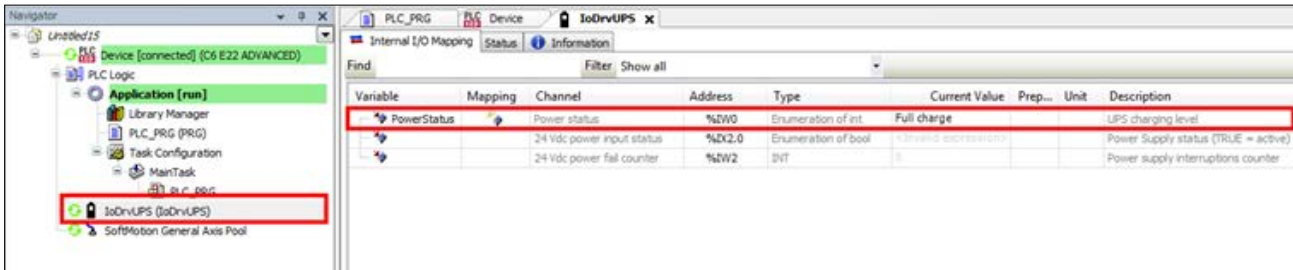 Navigator
Untitled15
Device [connected] (C6 E22 ADVANCED)
PLC Logic
Application [run]
Library Manager
PLC_PRG (PRG)
Task Configuration
MainTask
PLC_PRG
IoDrvUPS (IoDrvUPS)
SoftMotion General Axis Pool
PLC_PRG Device IoDrvUPS X
Internal I/O Mapping Status Information
Find Filter Show all
Variable Mapping Channel Address Type Current Value Prep... Unit Description
PowerStatus Power status %IW0 Enumeration of int Full charge UPS charging level
24 Vdc power input status %IX2.0 Enumeration of bool <Invalid expression> Power Supply status (TRUE = active)
24 Vdc power fail counter %IW2 INT Power supply interruptions counter